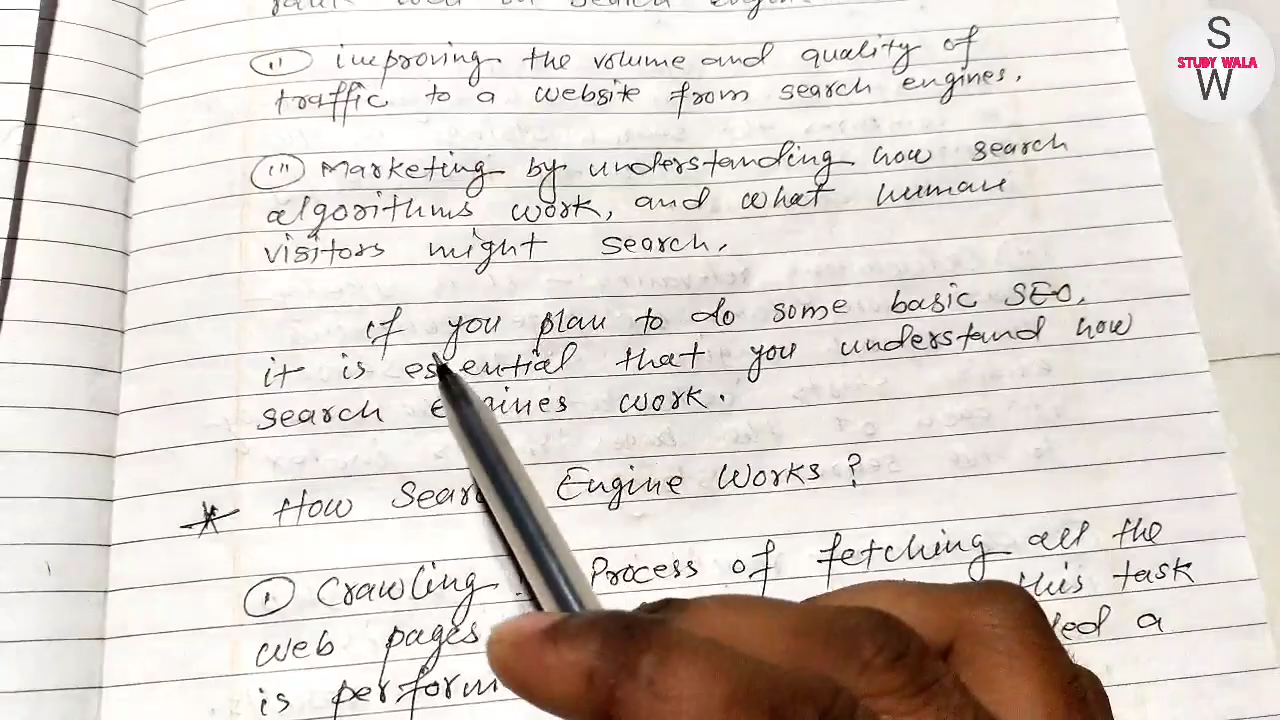 (ii) improving the volume and quality of
traffic to a website from search engines.
(iii) Marketing by understanding how search
algorithms work, and what human
visitors might search.
if you plan to do some basic SEO,
it is essential that you understand how
search engines work.
* How Search Engine Works?
① Crawling : Process of fetching all the
web pages this task
is perform a
S
STUDY WALA
W